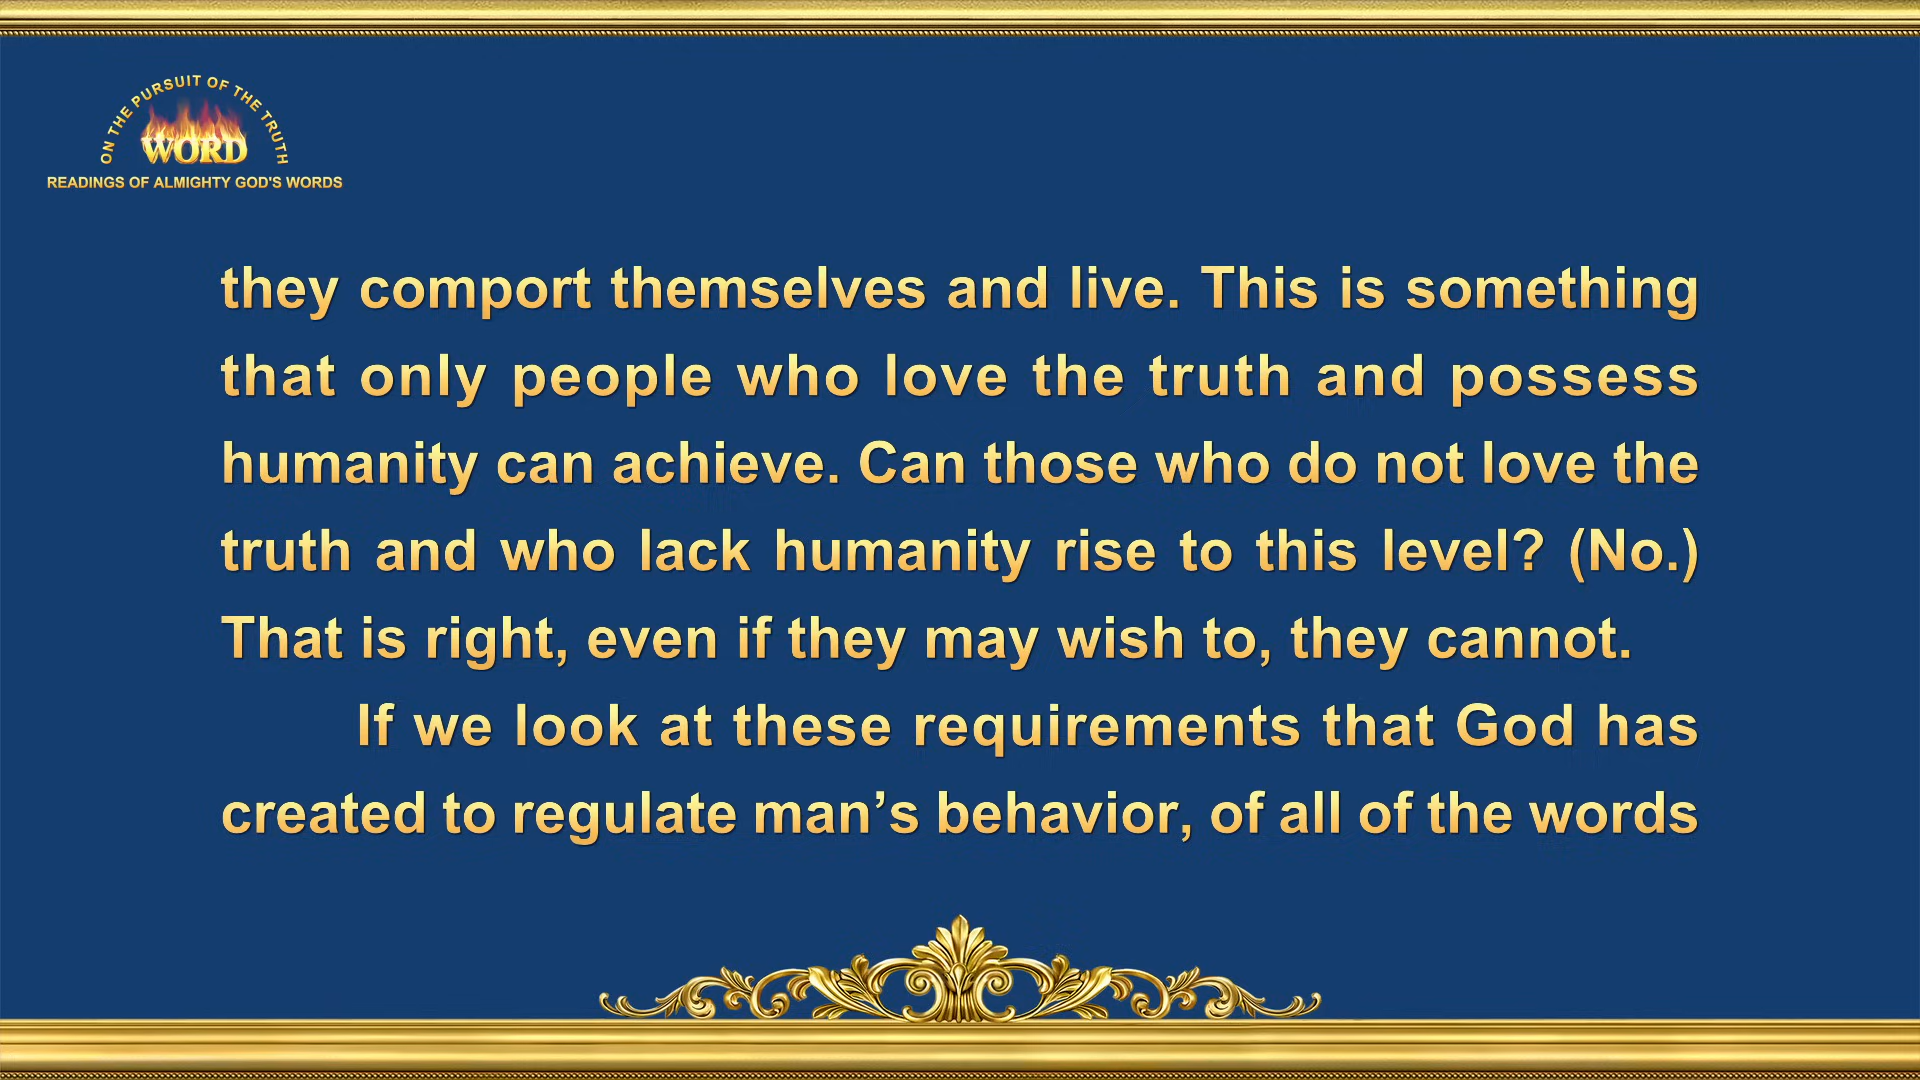 ON THE PURSUIT OF THE TRUTH
WORD
READINGS OF ALMIGHTY GOD'S WORDS
they comport themselves and live. This is something
that only people who love the truth and possess
humanity can achieve. Can those who do not love the
truth and who lack humanity rise to this level? (No.)
That is right, even if they may wish to, they cannot.
If we look at these requirements that God has
created to regulate man’s behavior, of all of the words